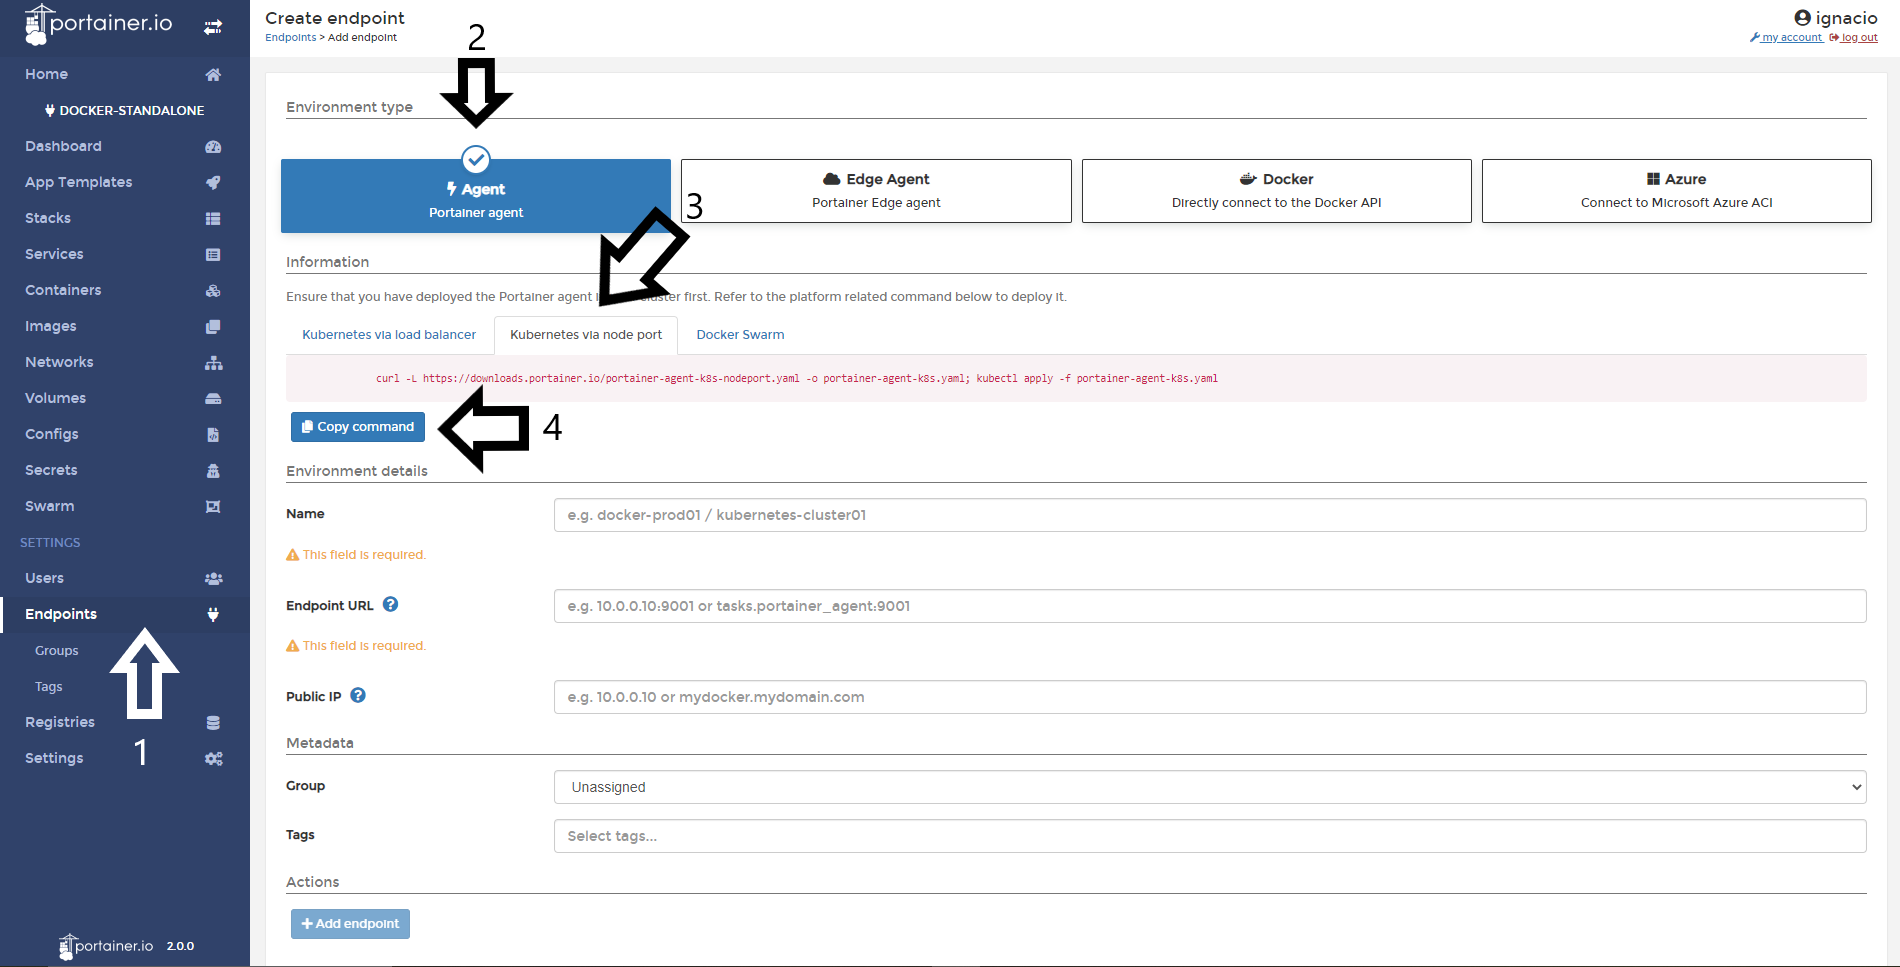 portainer.io
Home
DOCKER-STANDALONE
Dashboard
App Templates
Stacks
Services
Containers
Images
Networks
Volumes
Configs
Secrets
Swarm
SETTINGS
Users
Endpoints
Groups
Tags
Registries
Settings
1
portainer.io 2.0.0
Create endpoint
Endpoints > Add endpoint
ignacio
my account log out
2
Environment type
Agent
Portainer agent
Edge Agent
Portainer Edge agent
Docker
Directly connect to the Docker API
Azure
Connect to Microsoft Azure ACI
3
Information
Ensure that you have deployed the Portainer agent cluster first. Refer to the platform related command below to deploy it.
Kubernetes via load balancer
Kubernetes via node port
Docker Swarm
curl -L https://downloads.portainer.io/portainer-agent-k8s-nodeport.yaml -o portainer-agent-k8s.yaml; kubectl apply -f portainer-agent-k8s.yaml
Copy command
4
Environment details
Name
e.g. docker-prod01 / kubernetes-cluster01
This field is required.
Endpoint URL
e.g. 10.0.0.10:9001 or tasks.portainer_agent:9001
This field is required.
Public IP
e.g. 10.0.0.10 or mydocker.mydomain.com
Metadata
Group
Unassigned
Tags
Select tags...
Actions
Add endpoint